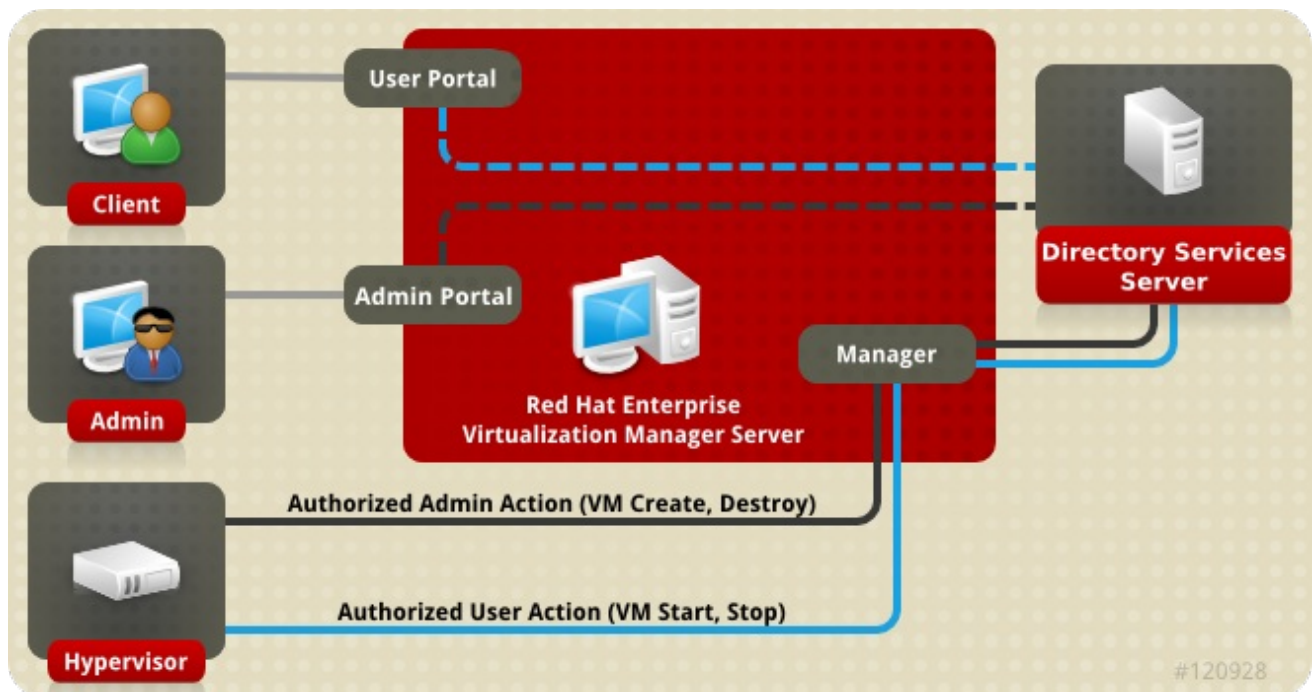 User Portal
Client
Directory Services
Server
Admin Portal
Manager
Red Hat Enterprise
Virtualization Manager Server
Admin
Authorized Admin Action (VM Create, Destroy)
Authorized User Action (VM Start, Stop)
Hypervisor
#120928